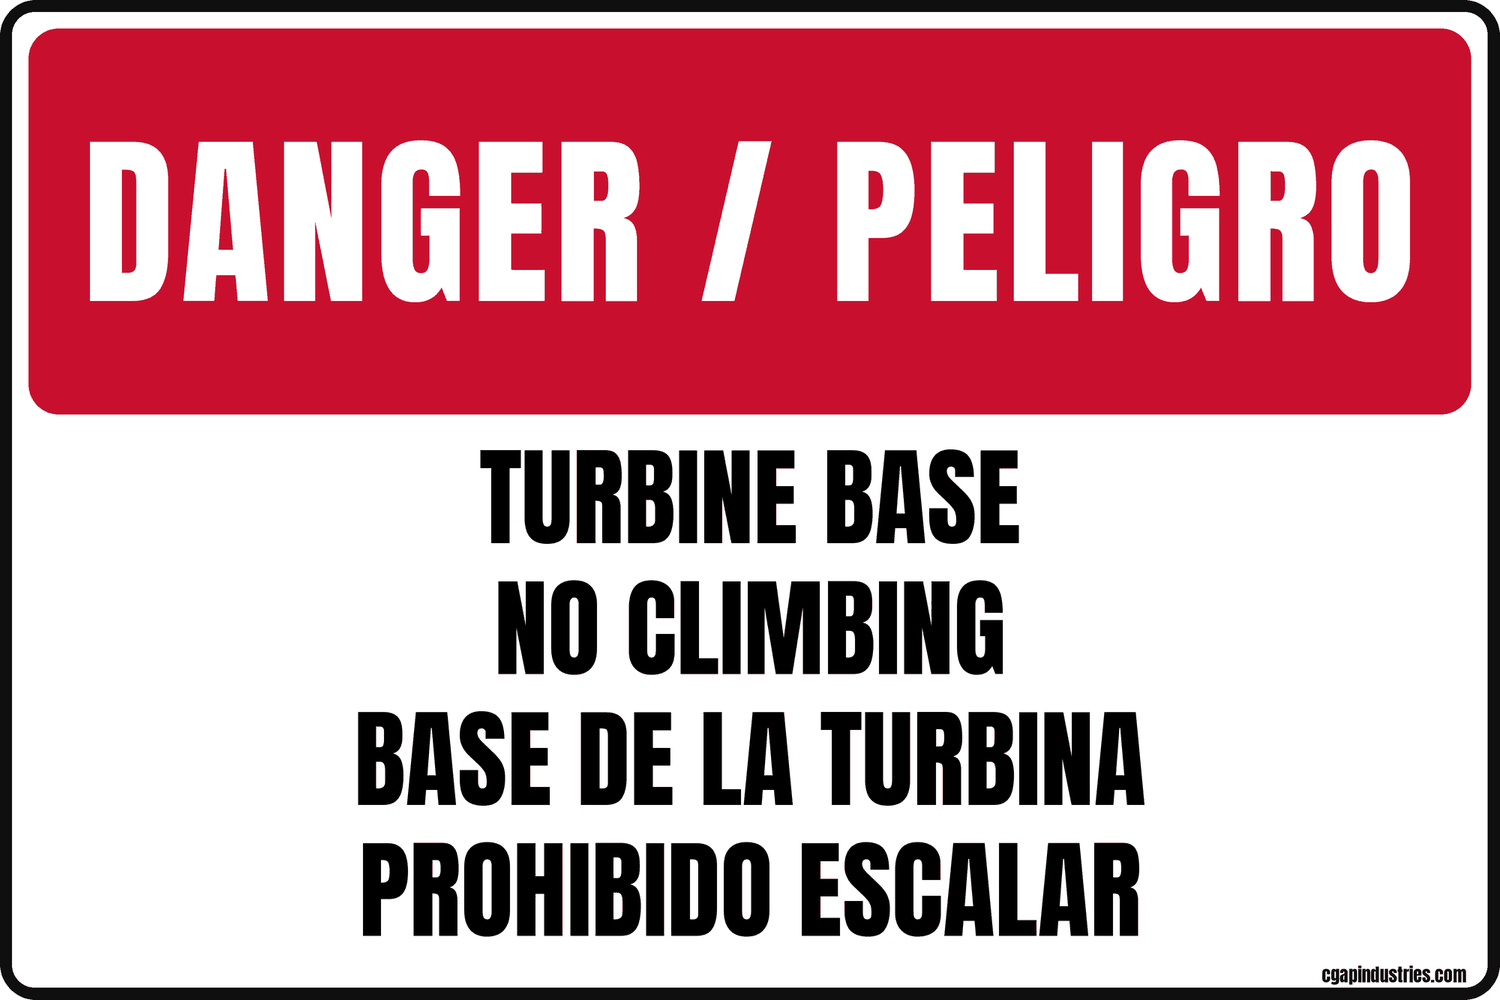 DANGER / PELIGRO
TURBINE BASE
NO CLIMBING
BASE DE LA TURBINA
PROHIBIDO ESCALAR
cgapindustries.com